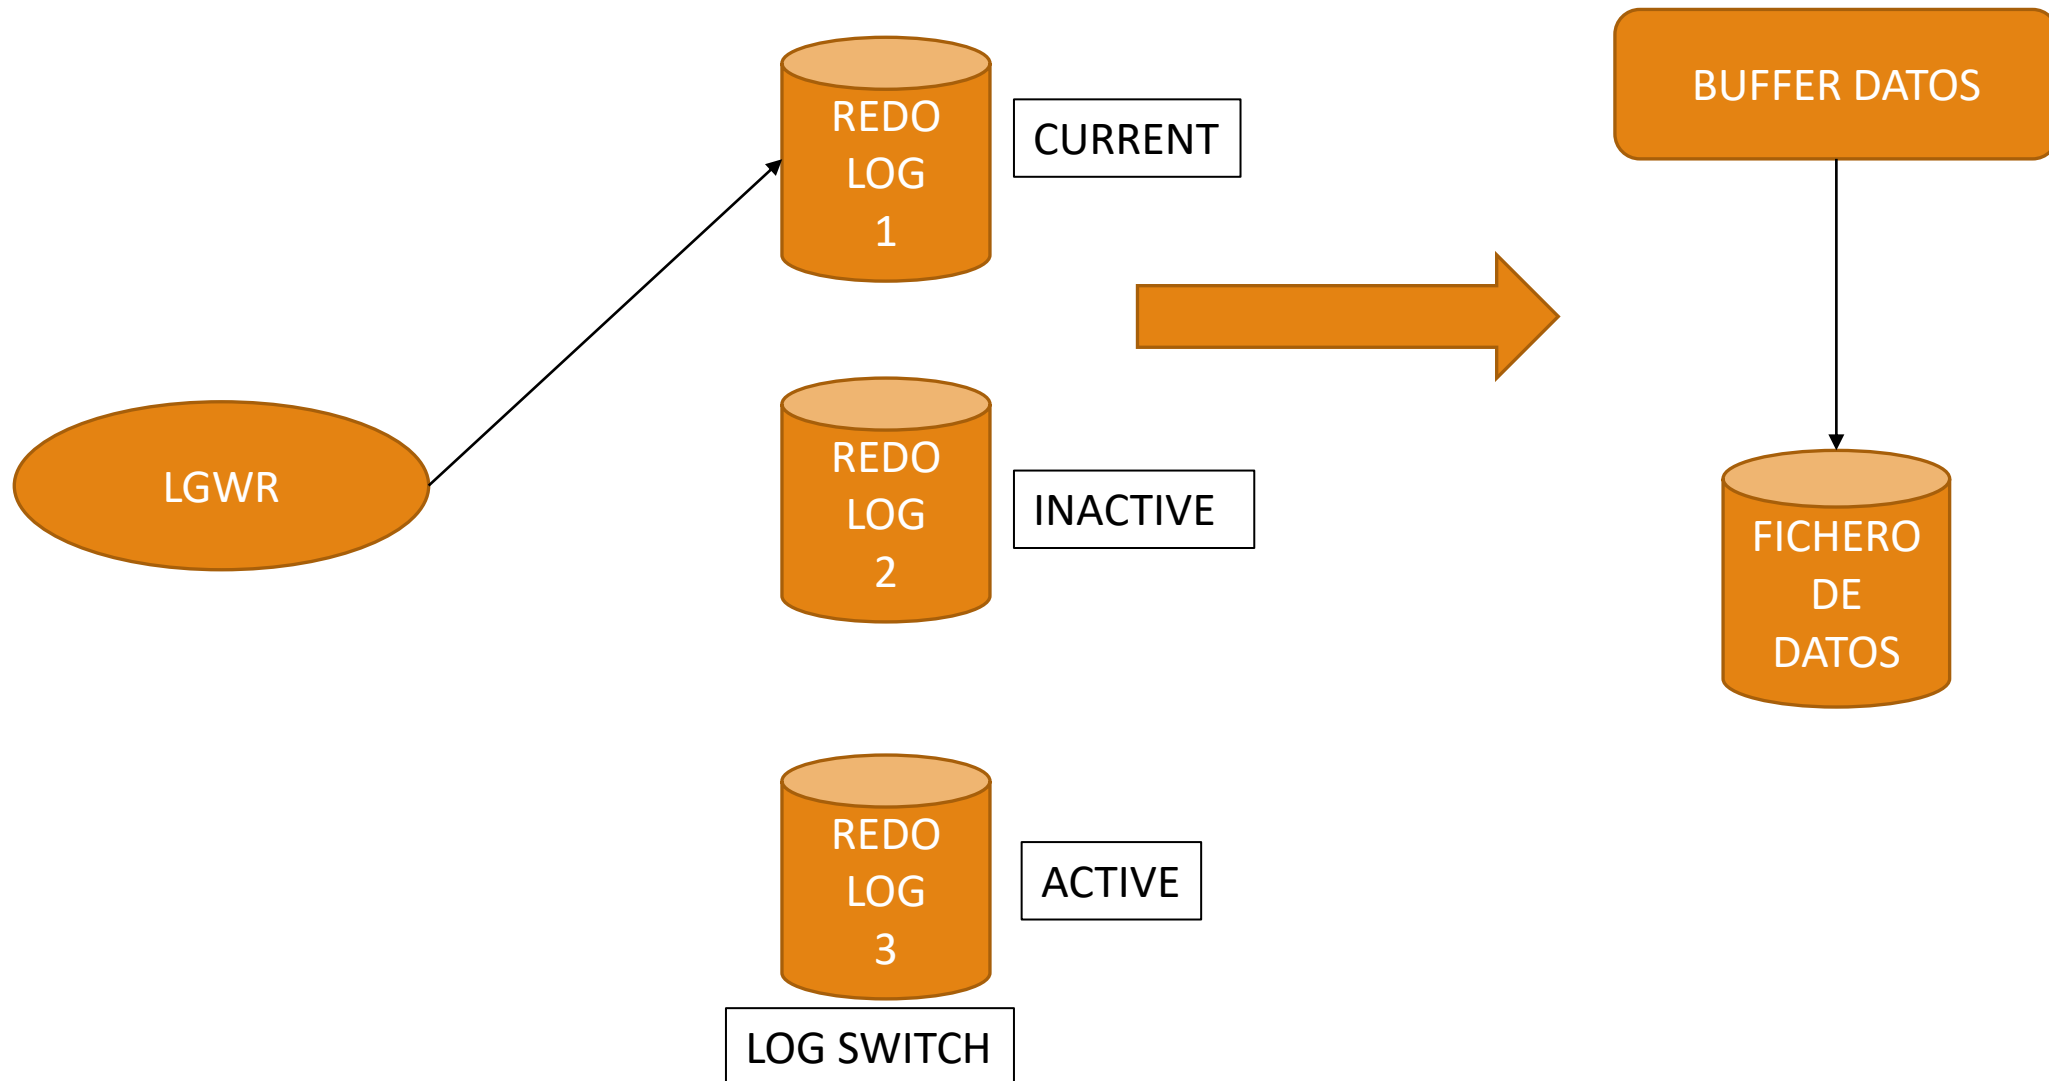 REDO
LOG
1
CURRENT
BUFFER DATOS
LGWR
REDO
LOG
2
INACTIVE
FICHERO
DE
DATOS
REDO
LOG
3
ACTIVE
LOG SWITCH